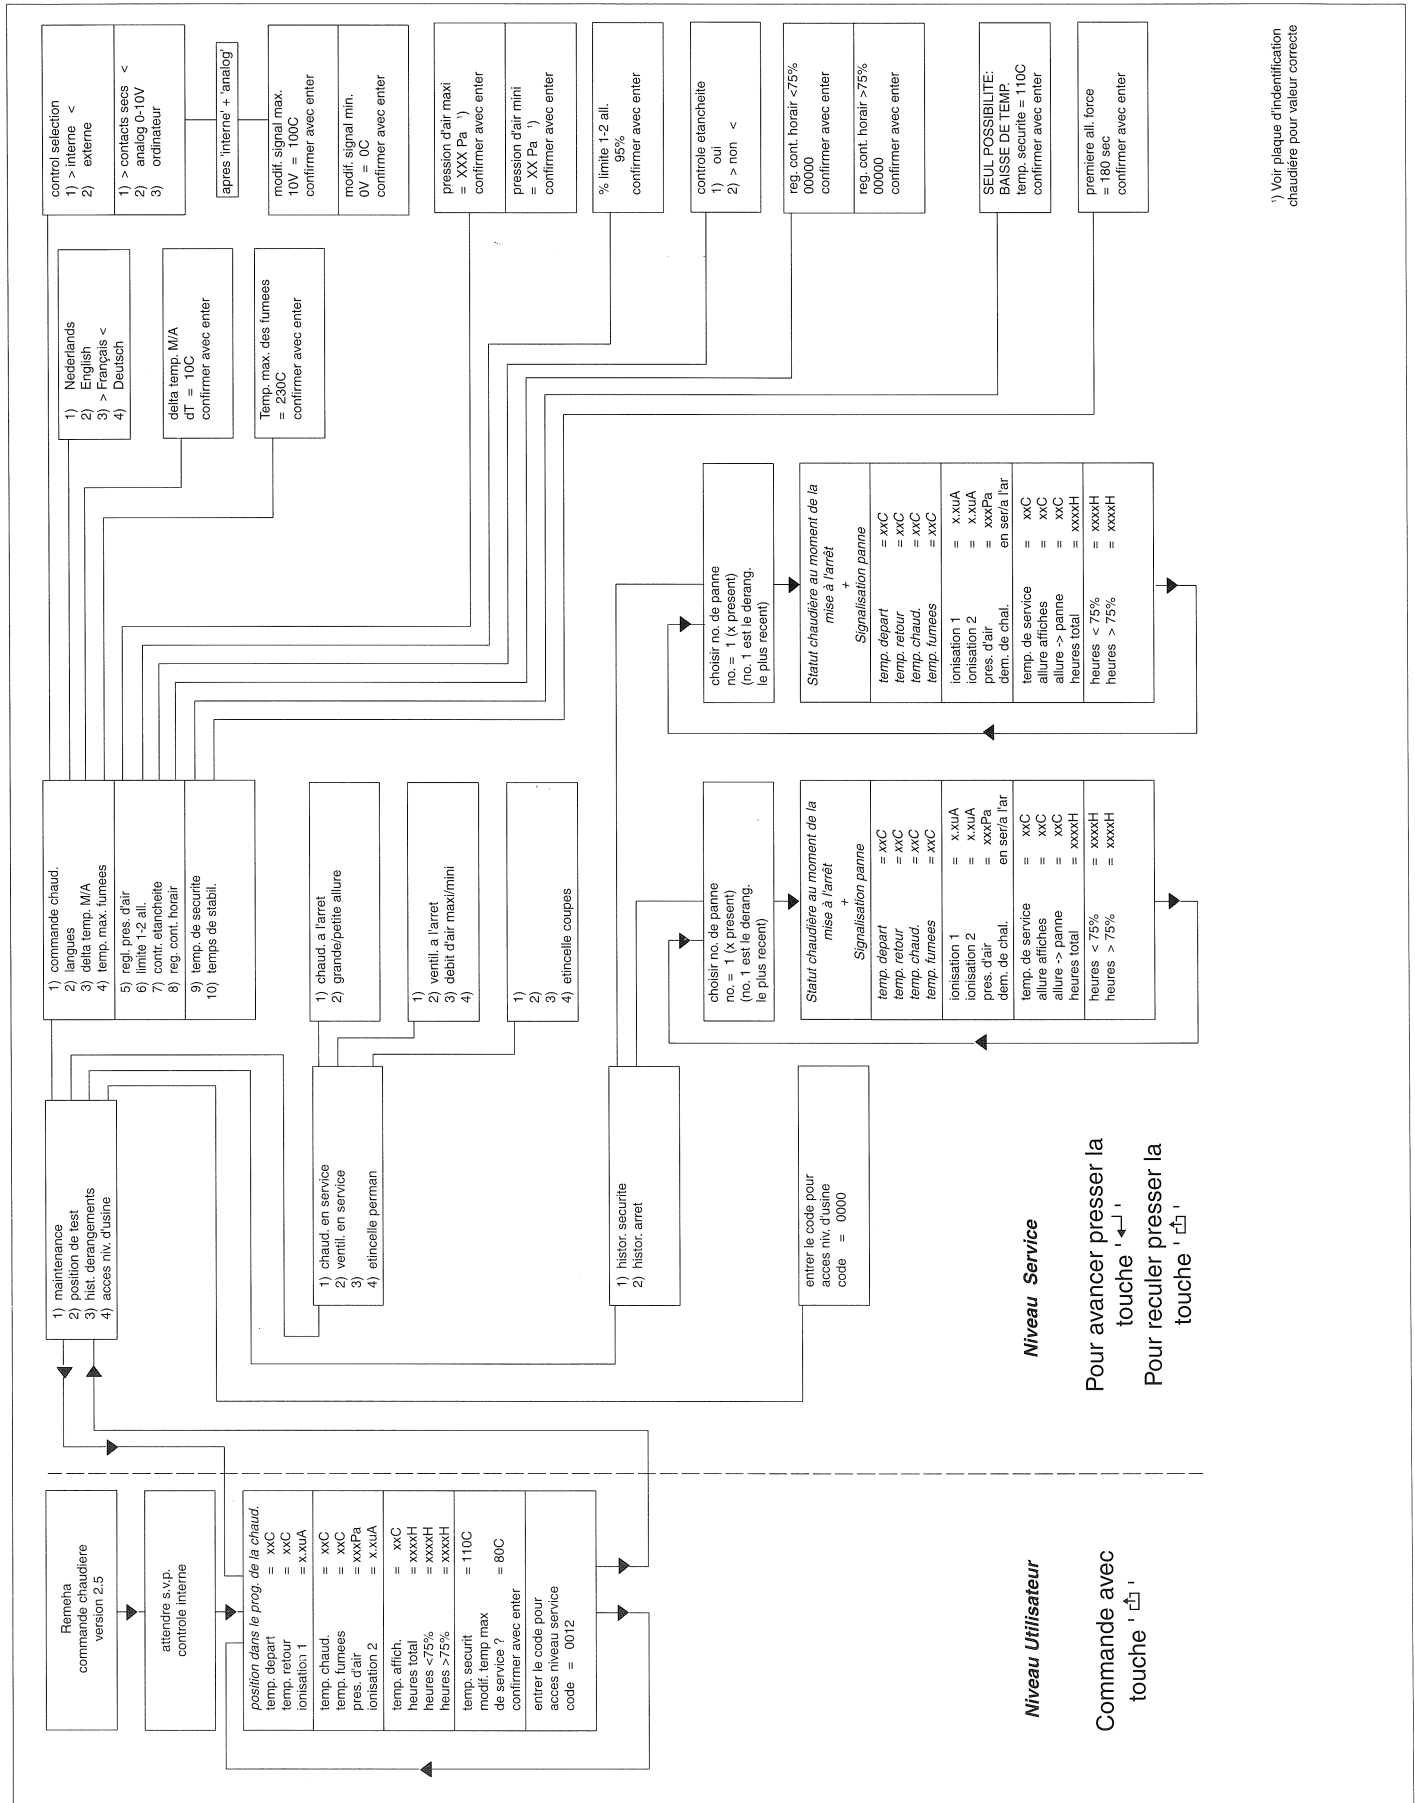 Remeha
commande chaudiere
version 2.5
attendre s.v.p.
controle interne
position dans le prog. de la chaud.
temp. depart = xxC
temp. retour = xxC
ionisation 1 = x.xuA
temp. chaud. = xxC
temp. fumees = xxC
pres. d'air = xxxPa
ionisation 2 = x.xuA
temp. affich. = xxC
heures total = xxxxH
heures <75% = xxxxH
heures >75% = xxxxH
temp. securit = 110C
modif. temp max
de service ? = 80C
confirmer avec enter
entrer le code pour
acces niveau service
code = 0012
Niveau Utilisateur
Commande avec
touche ' '
1) maintenance
2) position de test
3) hist. derangements
4) acces niv. d'usine
1) chaud. en service
2) ventil. en service
3)
4) etincelle perman
1) histor. securite
2) histor. arret
entrer le code pour
acces niv. d'usine
code = 0000
Niveau Service
Pour avancer presser la
touche ' ↵ '
Pour reculer presser la
touche ' '
1) commande chaud.
2) langues
3) delta temp. M/A
4) temp. max. fumees
5) regl. pres. d'air
6) limite 1-2 all.
7) contr. etancheite
8) reg. cont. horair
9) temp. de securite
10) temps de stabil.
1) chaud. a l'arret
2) grande/petite allure
1)
2) ventil. a l'arret
3) debit d'air maxi/mini
4)
1)
2)
3)
4) etincelle coupes
choisir no. de panne
no. = 1 (x present)
(no. 1 est le derang.
le plus recent)
Statut chaudière au moment de la
mise à l'arrêt
+
Signalisation panne
temp. depart = xxC
temp. retour = xxC
temp. chaud. = xxC
temp. fumees = xxC
ionisation 1 = x.xuA
ionisation 2 = x.xuA
pres. d'air = xxxPa
dem. de chal. en ser/a l'ar
temp. de service = xxC
allure affiches = xxC
allure -> panne = xxC
heures total = xxxxH
heures < 75% = xxxxH
heures > 75% = xxxxH
choisir no. de panne
no. = 1 (x present)
(no. 1 est le derang.
le plus recent)
Statut chaudière au moment de la
mise à l'arrêt
+
Signalisation panne
temp. depart = xxC
temp. retour = xxC
temp. chaud. = xxC
temp. fumees = xxC
ionisation 1 = x.xuA
ionisation 2 = x.xuA
pres. d'air = xxxPa
dem. de chal. en ser/a l'ar
temp. de service = xxC
allure affiches = xxC
allure -> panne = xxC
heures total = xxxxH
heures < 75% = xxxxH
heures > 75% = xxxxH
1) Nederlands
2) English
3) > Français <
4) Deutsch
delta temp. M/A
dT = 10C
confirmer avec enter
Temp. max. des fumees
= 230C
confirmer avec enter
control selection
1) > interne <
2) externe
1) > contacts secs <
2) analog 0-10V
3) ordinateur
apres 'interne' + 'analog'
modif. signal max.
10V = 100C
confirmer avec enter
modif. signal min.
0V = 0C
confirmer avec enter
pression d'air maxi
= XXX Pa ¹)
confirmer avec enter
pression d'air mini
= XX Pa ¹)
confirmer avec enter
% limite 1-2 all.
95%
confirmer avec enter
controle etancheite
1) oui
2) > non <
reg. cont. horair <75%
00000
confirmer avec enter
reg. cont. horair >75%
00000
confirmer avec enter
SEUL POSSIBILITE:
BAISSE DE TEMP.
temp. securite = 110C
confirmer avec enter
premiere all. force
= 180 sec
confirmer avec enter
¹) Voir plaque d'indentification
chaudiére pour valeur correcte